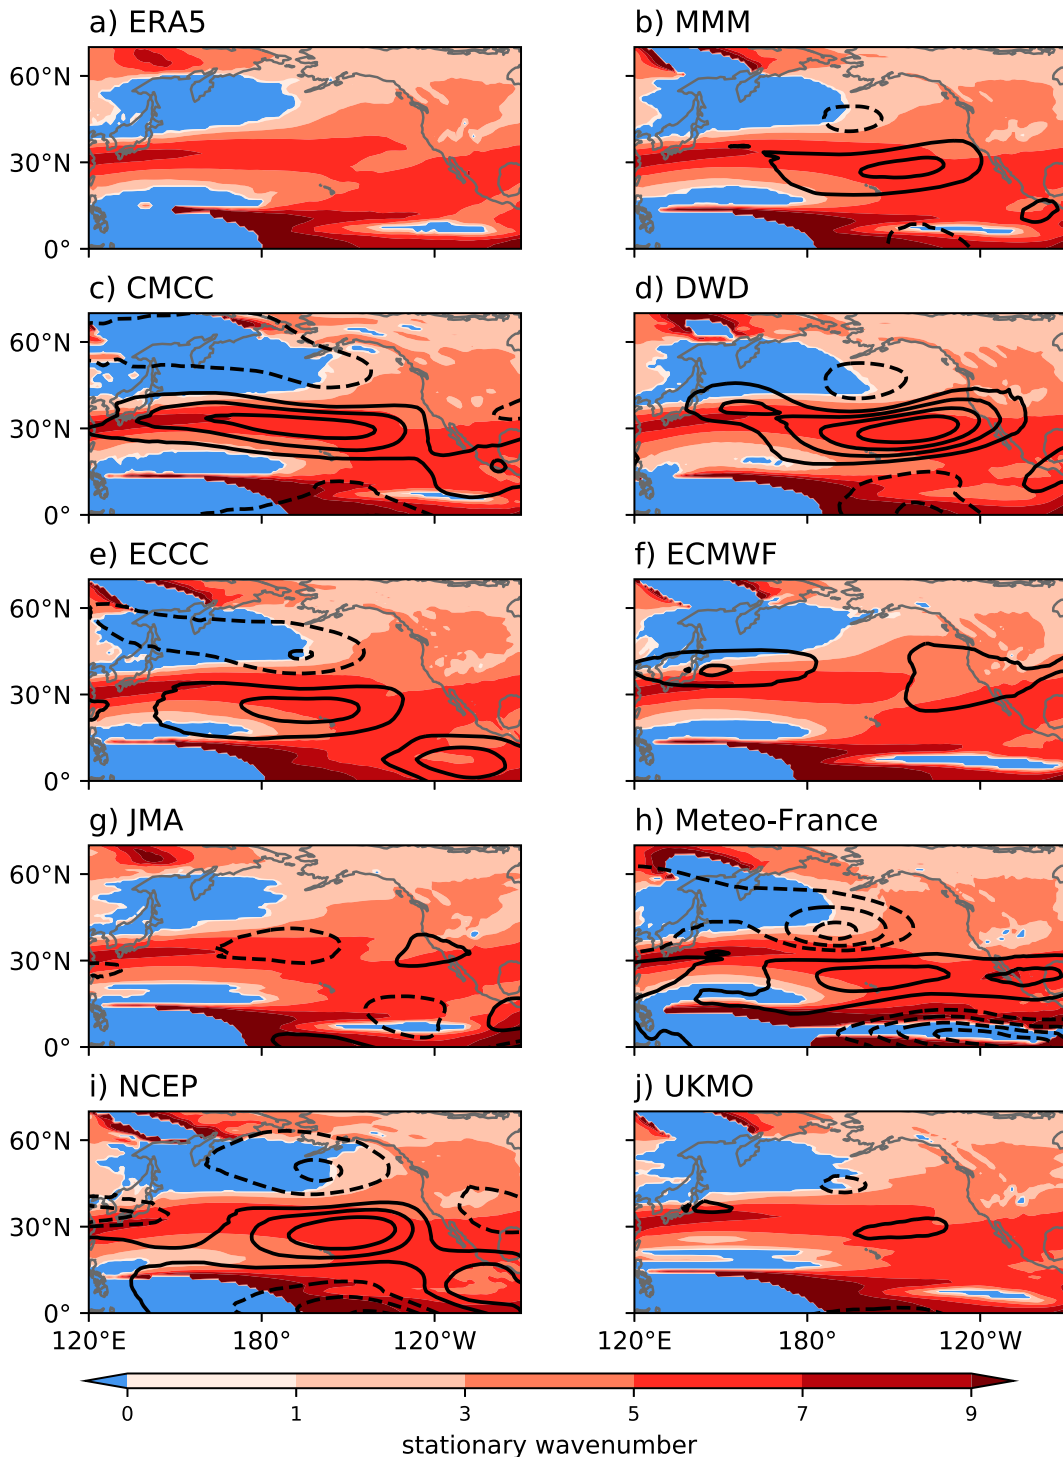 a) ERA5
b) MMM
60°N
30°N
0°
c) CMCC
d) DWD
60°N
30°N
0°
e) ECCC
f) ECMWF
60°N
30°N
0°
g) JMA
h) Meteo-France
60°N
30°N
0°
i) NCEP
j) UKMO
60°N
30°N
0°
120°E 180° 120°W 120°E 180° 120°W
0 1 3 5 7 9
stationary wavenumber